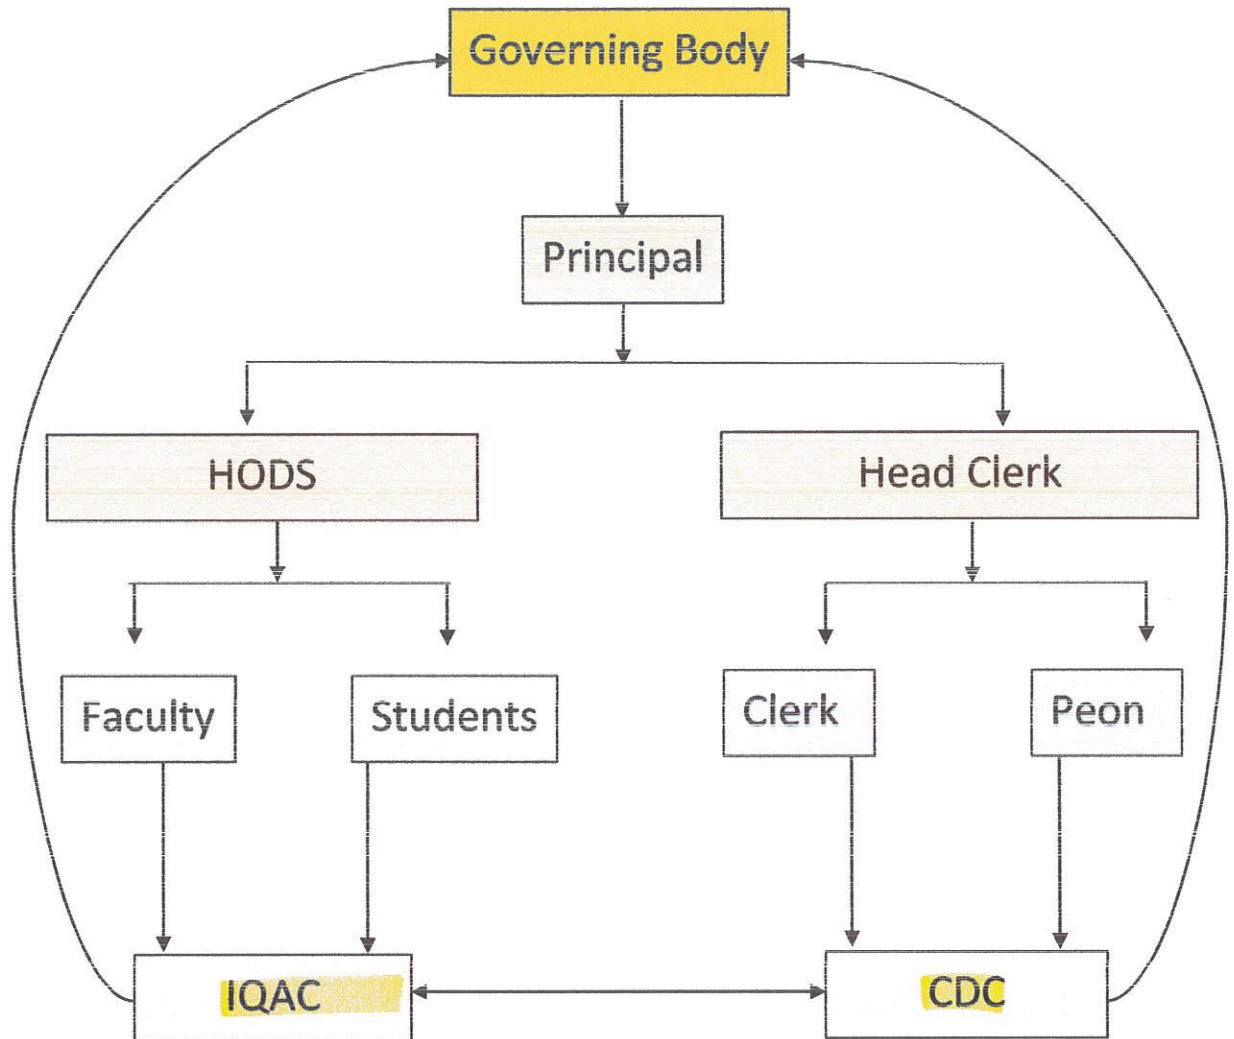 Governing Body
Principal
HODS
Head Clerk
Faculty
Students
Clerk
Peon
IQAC
CDC